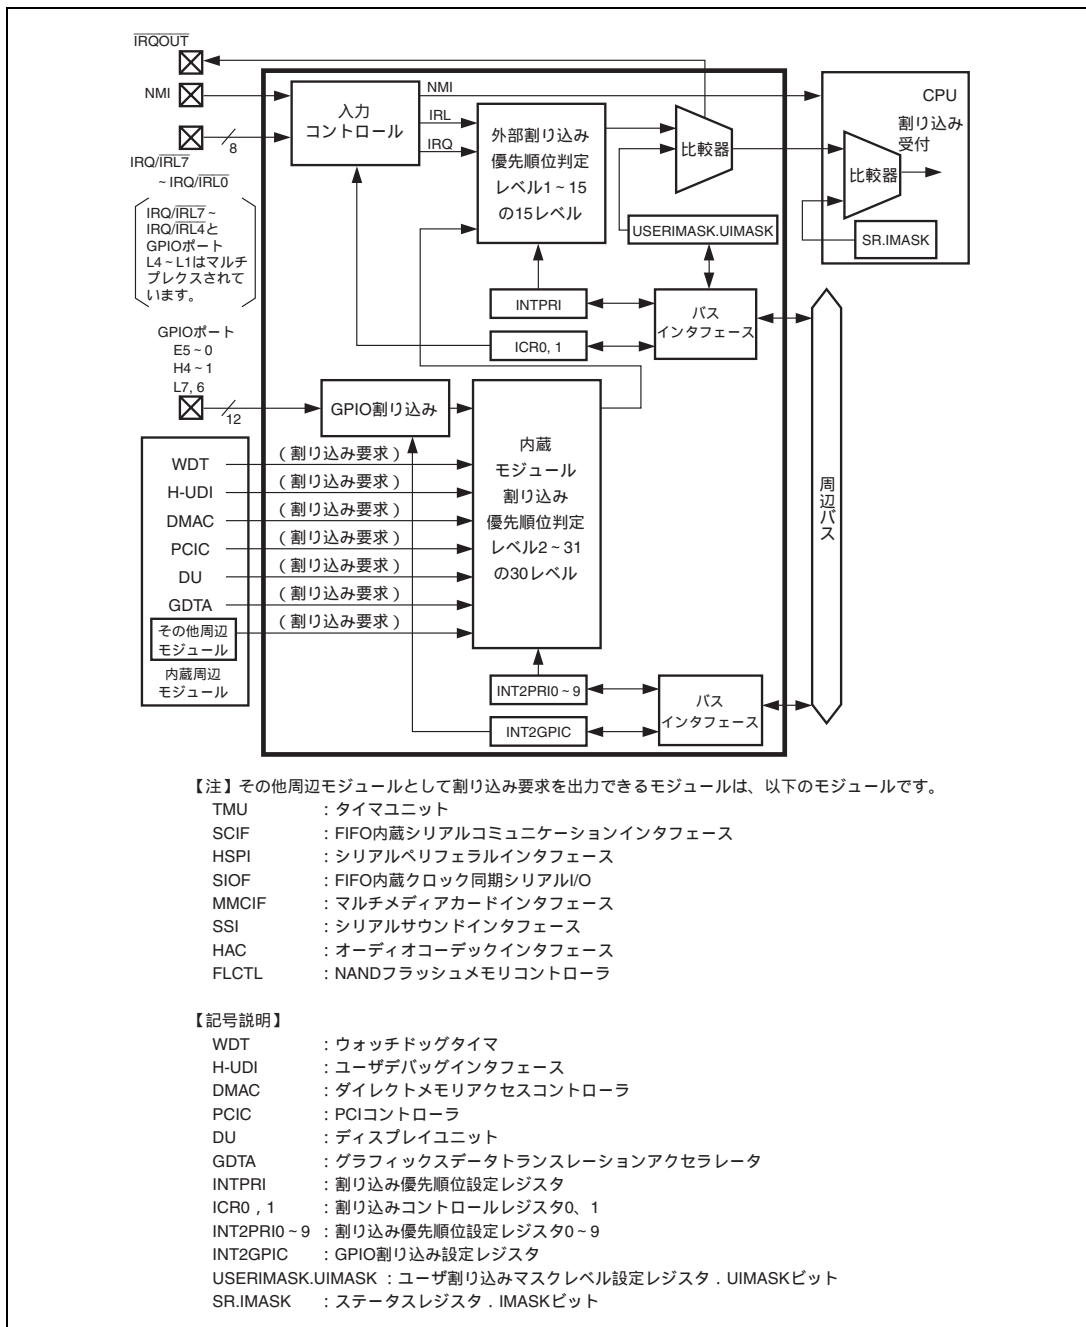 IRQOUT
NMI
8
IRQ/IRL7
~ IRQ/IRL0
IRQ/IRL7 ~
IRQ/IRL4と
GPIOポート
L4 ~ L1はマルチ
プレクスされて
います。
入力
コントロール
NMI
IRL
IRQ
外部割り込み
優先順位判定
レベル1 ~ 15
の15レベル
比較器
USERIMASK.UIMASK
CPU
割り込み
受付
比較器
SR.IMASK
INTPRI
ICR0, 1
バス
インタフェース
GPIOポート
E5 ~ 0
H4 ~ 1
L7, 6
12
GPIO割り込み
内蔵
モジュール
割り込み
優先順位判定
レベル2 ~ 31
の30レベル
WDT
(割り込み要求)
H-UDI
(割り込み要求)
DMAC
(割り込み要求)
PCIC
(割り込み要求)
DU
(割り込み要求)
GDTA
(割り込み要求)
その他周辺
モジュール
(割り込み要求)
内蔵周辺
モジュール
INT2PRI0 ~ 9
INT2GPIC
バス
インタフェース
周辺バス
【注】その他周辺モジュールとして割り込み要求を出力できるモジュールは、以下のモジュールです。
TMU : タイマユニット
SCIF : FIFO内蔵シリアルコミュニケーションインタフェース
HSPI : シリアルペリフェラルインタフェース
SIOF : FIFO内蔵クロック同期シリアルI/O
MMCIF : マルチメディアカードインタフェース
SSI : シリアルサウンドインタフェース
HAC : オーディオコーデックインタフェース
FLCTL : NANDフラッシュメモリコントローラ
【記号説明】
WDT : ウォッチドッグタイマ
H-UDI : ユーザデバッグインタフェース
DMAC : ダイレクトメモリアクセスコントローラ
PCIC : PCIコントローラ
DU : ディスプレイユニット
GDTA : グラフィックスデータトランスレーションアクセラレータ
INTPRI : 割り込み優先順位設定レジスタ
ICR0 , 1 : 割り込みコントロールレジスタ0、1
INT2PRI0 ~ 9 : 割り込み優先順位設定レジスタ0 ~ 9
INT2GPIC : GPIO割り込み設定レジスタ
USERIMASK.UIMASK : ユーザ割り込みマスクレベル設定レジスタ . UIMASKビット
SR.IMASK : ステータスレジスタ . IMASKビット